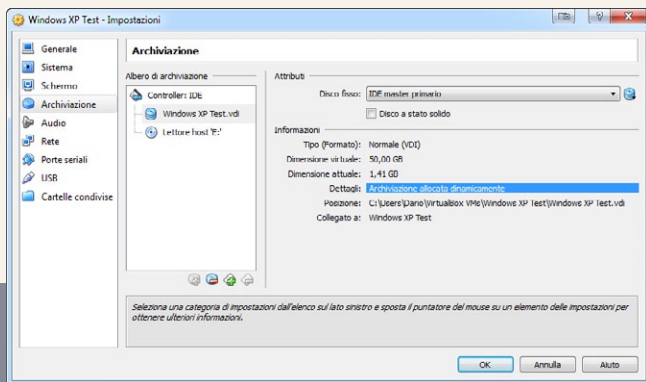 Windows XP Test - Impostazioni
Generale
Sistema
Schermo
Archiviazione
Audio
Rete
Porte seriali
USB
Cartelle condivise
Archiviazione
Albero di archiviazione
Controller: IDE
Windows XP Test.vdi
Lettore host 'E:'
Attributi
Disco fisso: IDE master primario
Disco a stato solido
Informazoni
Tipo (Formato): Normale (VDI)
Dimensione virtuale: 50,00 GB
Dimensione attuale: 1,41 GB
Dettagli: Archiviazione allocata dinamicamente
Posizione: C:\Users\Dario\VirtualBox VMs\Windows XP Test\Windows XP Test.vdi
Collegato a: Windows XP Test
Seleziona una categoria di impostazioni dall'elenco sul lato sinistro e sposta il puntatore del mouse su un elemento delle impostazioni per
ottenere ulteriori informazioni.
OK Annulla Aiuto